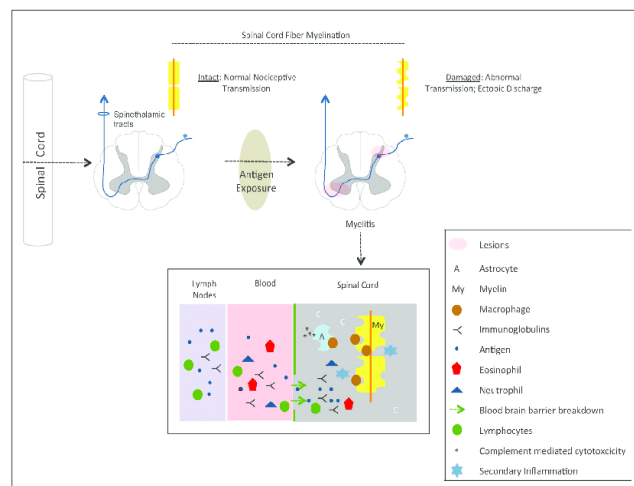 Spinal Cord Fiber Myelination
Intact: Normal Nociceptive
Transmission
Damaged: Abnormal
Transmission; Ectopic Discharge
Spinothalamic
tracts
Spinal Cord
Antigen
Exposure
Myelitis
Lymph
Nodes
Blood
Spinal Cord
C
C
A
My
C
Lesions
A Astrocyte
My Myelin
Macrophage
Immunoglobulins
Antigen
Eosinophil
Neutrophil
Blood brain barrier breakdown
Lymphocytes
Complement mediated cytotoxcicity
Secondary Inflammation